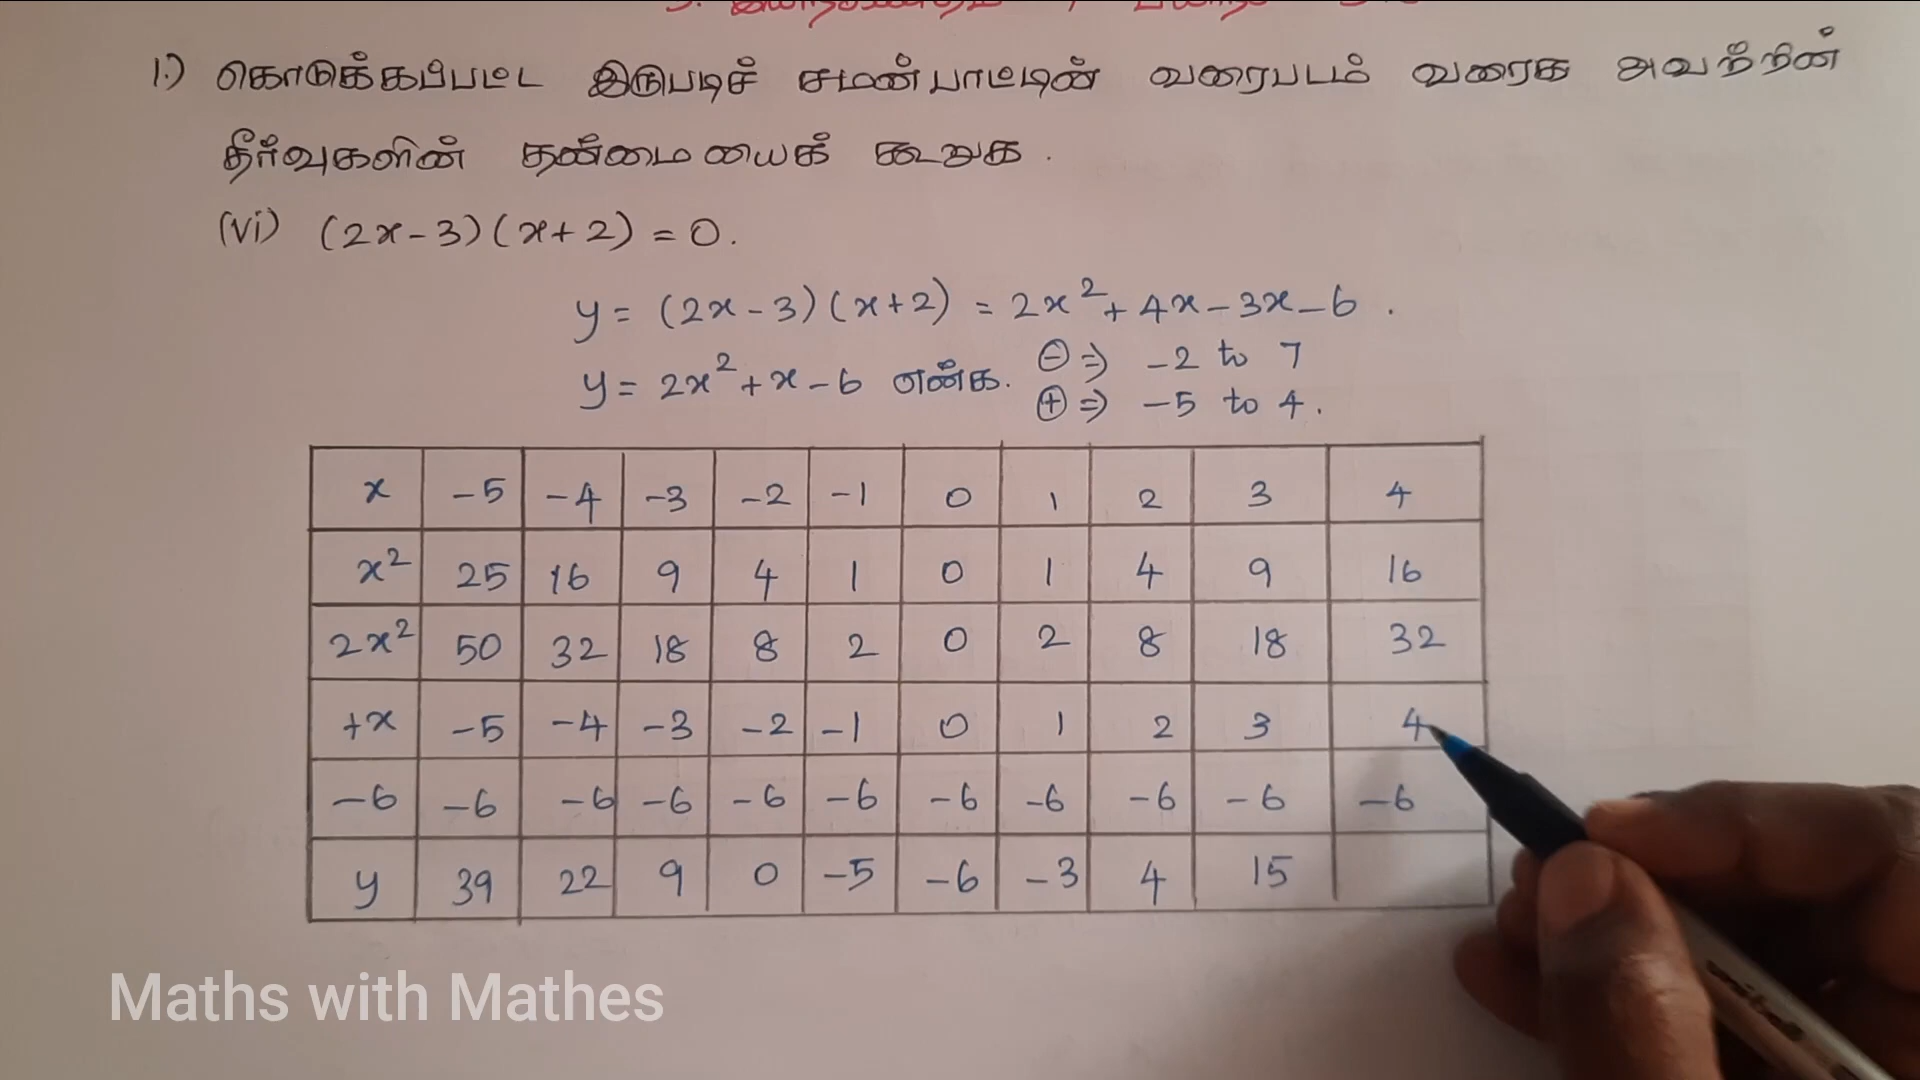 1.) கொடுக்கப்பட்ட இருபடிச் சமன்பாட்டின் வரைபடம் வரைக அவற்றின்
தீர்வுகளின் தன்மையைக் கூறுக .
(vi) (2x-3)(x+2) = 0.
y = (2x-3)(x+2) = 2x² + 4x - 3x - 6 .
y = 2x² + x - 6 என்க. ⊖ ⇒ -2 to 7
⊕ ⇒ -5 to 4.
x -5 -4 -3 -2 -1 0 1 2 3 4
x² 25 16 9 4 1 0 1 4 9 16
2x² 50 32 18 8 2 0 2 8 18 32
+x -5 -4 -3 -2 -1 0 1 2 3 4
-6 -6 -6 -6 -6 -6 -6 -6 -6 -6 -6
y 39 22 9 0 -5 -6 -3 4 15
Maths with Mathes